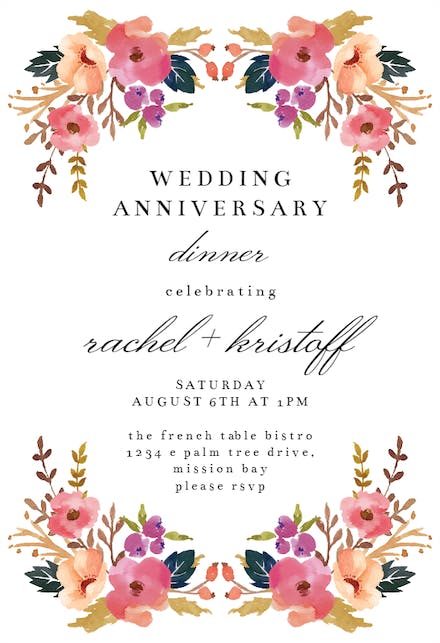 WEDDING
ANNIVERSARY
dinner
celebrating
rachel + kristoff
SATURDAY
AUGUST 6TH AT 1PM
the french table bistro
1234 e palm tree drive,
mission bay
please rsvp